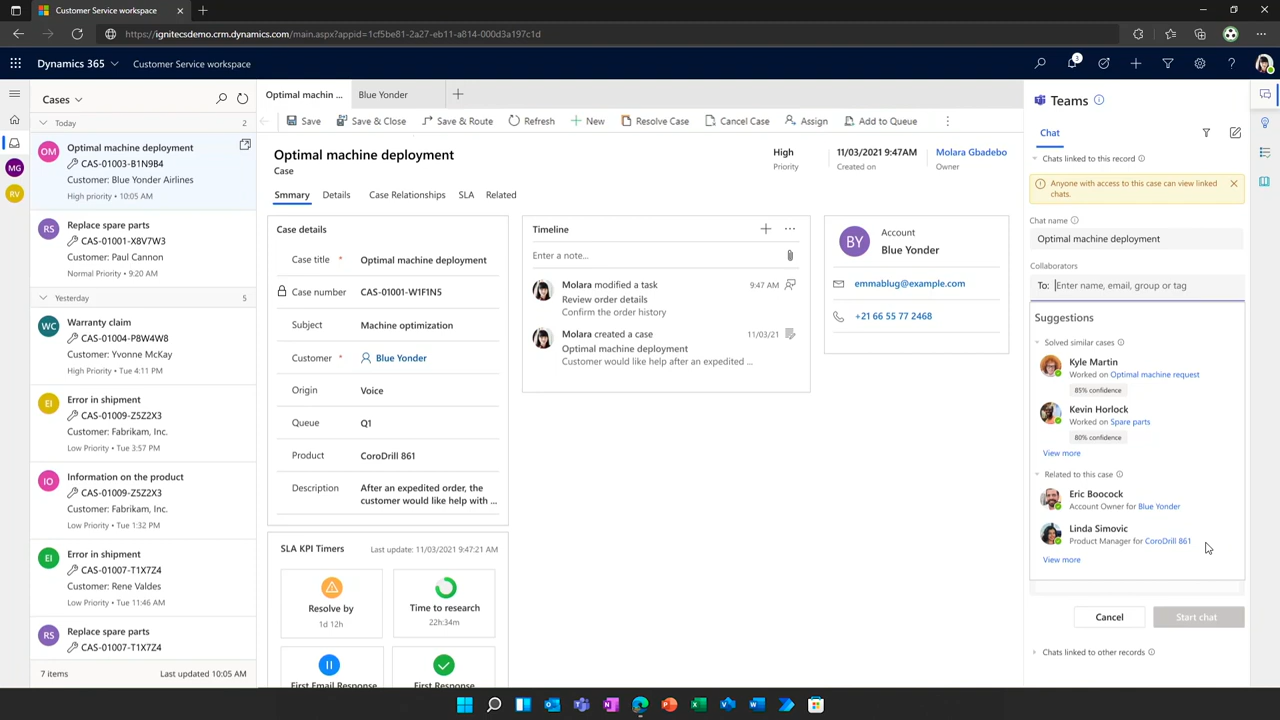 Customer Service workspace
https://ignitecsdemo.crm.dynamics.com/main.aspx?appid=1cf5be81-2a27-eb11-a814-000d3a197c1d
Dynamics 365
Customer Service workspace
3
Cases
Today
2
OM
Optimal machine deployment
CAS-01003-B1N9B4
Customer: Blue Yonder Airlines
High priority • 10:05 AM
MG
RV
RS
Replace spare parts
CAS-01001-X8V7W3
Customer: Paul Cannon
Normal Priority • 9:20 AM
Yesterday
5
WC
Warranty claim
CAS-01004-P8W4W8
Customer: Yvonne McKay
High Priority • Tue 4:11 PM
EI
Error in shipment
CAS-01009-Z5Z2X3
Customer: Fabrikam, Inc.
Low Priority • Tue 3:57 PM
IO
Information on the product
CAS-01009-Z5Z2X3
Customer: Fabrikam, Inc.
Low Priority • Tue 1:32 PM
EI
Error in shipment
CAS-01007-T1X7Z4
Customer: Rene Valdes
Low Priority • Tue 11:46 AM
RS
Replace spare parts
CAS-01007-T1X7Z4
7 items
Last updated 10:05 AM
Optimal machin ...
Blue Yonder
Save
Save & Close
Save & Route
Refresh
New
Resolve Case
Cancel Case
Assign
Add to Queue
Optimal machine deployment
Case
High
Priority
11/03/2021 9:47AM
Created on
Molara Gbadebo
Owner
Smmary
Details
Case Relationships
SLA
Related
Case details
Case title *
Optimal machine deployment
Case number
CAS-01001-W1F1N5
Subject
Machine optimization
Customer *
Blue Yonder
Origin
Voice
Queue
Q1
Product
CoroDrill 861
Description
After an expedited order, the
customer would like help with ...
SLA KPI Timers
Last update: 11/03/2021 9:47:21 AM
Resolve by
1d 12h
Time to research
22h:34m
First Email Response
First Response
Timeline
Enter a note...
Molara modified a task
9:47 AM
Review order details
Confirm the order history
Molara created a case
11/03/21
Optimal machine deployment
Customer would like help after an expedited ...
BY
Account
Blue Yonder
emmablug@example.com
+21 66 55 77 2468
Teams
Chat
Chats linked to this record
Anyone with access to this case can view linked
chats.
Chat name
Optimal machine deployment
Collaborators
To: Enter name, email, group or tag
Suggestions
Solved similar cases
Kyle Martin
Worked on Optimal machine request
85% confidence
Kevin Horlock
Worked on Spare parts
80% confidence
View more
Related to this case
Eric Boocock
Account Owner for Blue Yonder
Linda Simovic
Product Manager for CoroDrill 861
View more
Cancel
Start chat
Chats linked to other records